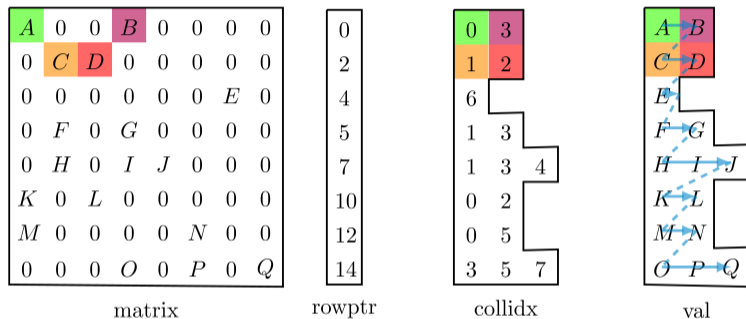 A 0 0 B 0 0 0 0 0 0 3 A B
0 C D 0 0 0 0 0 2 1 2 C D
0 0 0 0 0 0 E 0 4 6 E
0 F 0 G 0 0 0 0 5 1 3 F G
0 H 0 I J 0 0 0 7 1 3 4 H I J
K 0 L 0 0 0 0 0 10 0 2 K L
M 0 0 0 0 N 0 0 12 0 5 M N
0 0 0 O 0 P 0 Q 14 3 5 7 O P Q
matrix rowptr collidx val